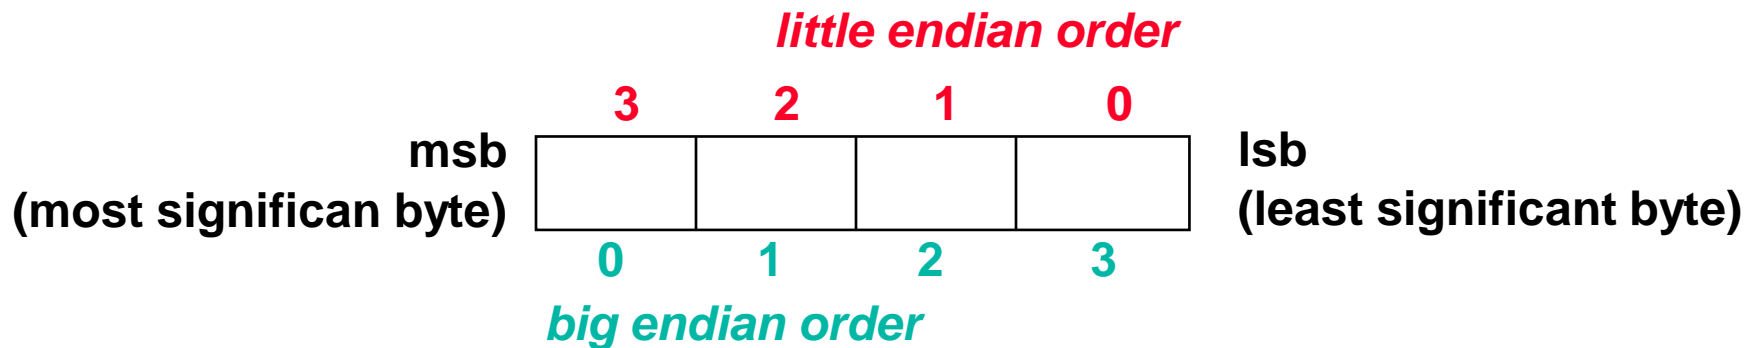 little endian order
3 2 1 0
msb lsb
(most significan byte) (least significant byte)
0 1 2 3
big endian order